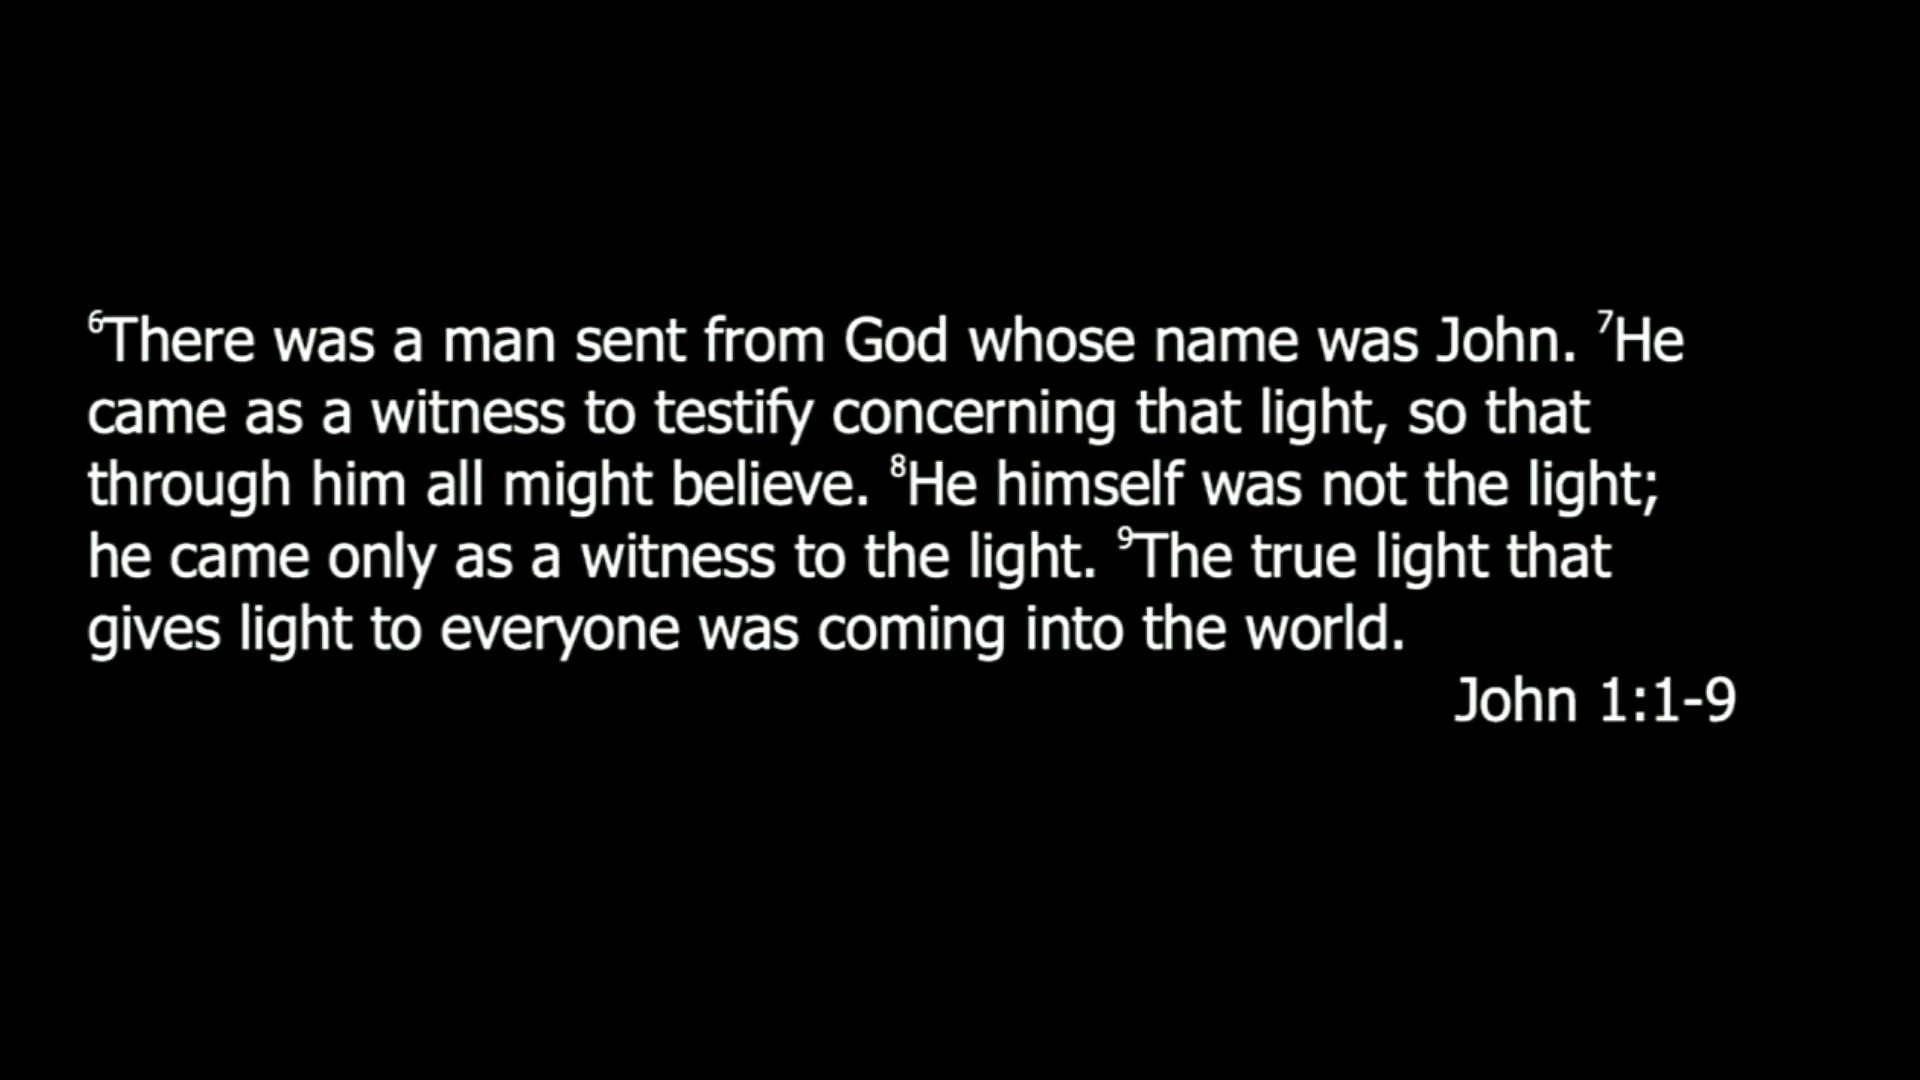 ⁶There was a man sent from God whose name was John. ⁷He
came as a witness to testify concerning that light, so that
through him all might believe. ⁸He himself was not the light;
he came only as a witness to the light. ⁹The true light that
gives light to everyone was coming into the world.
John 1:1-9